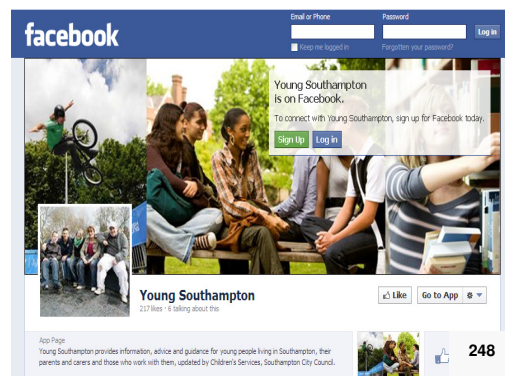 Email or Phone
Password
facebook
Log in
Keep me logged in
Forgotten your password?
Young Southampton
is on Facebook.
To connect with Young Southampton, sign up for Facebook today.
Sign Up
Log in
Young Southampton
217 likes · 6 talking about this
Like
Go to App
App Page
Young Southampton provides information, advice and guidance for young people living in Southampton, their
parents and carers and those who work with them, updated by Children's Services, Southampton City Council.
248